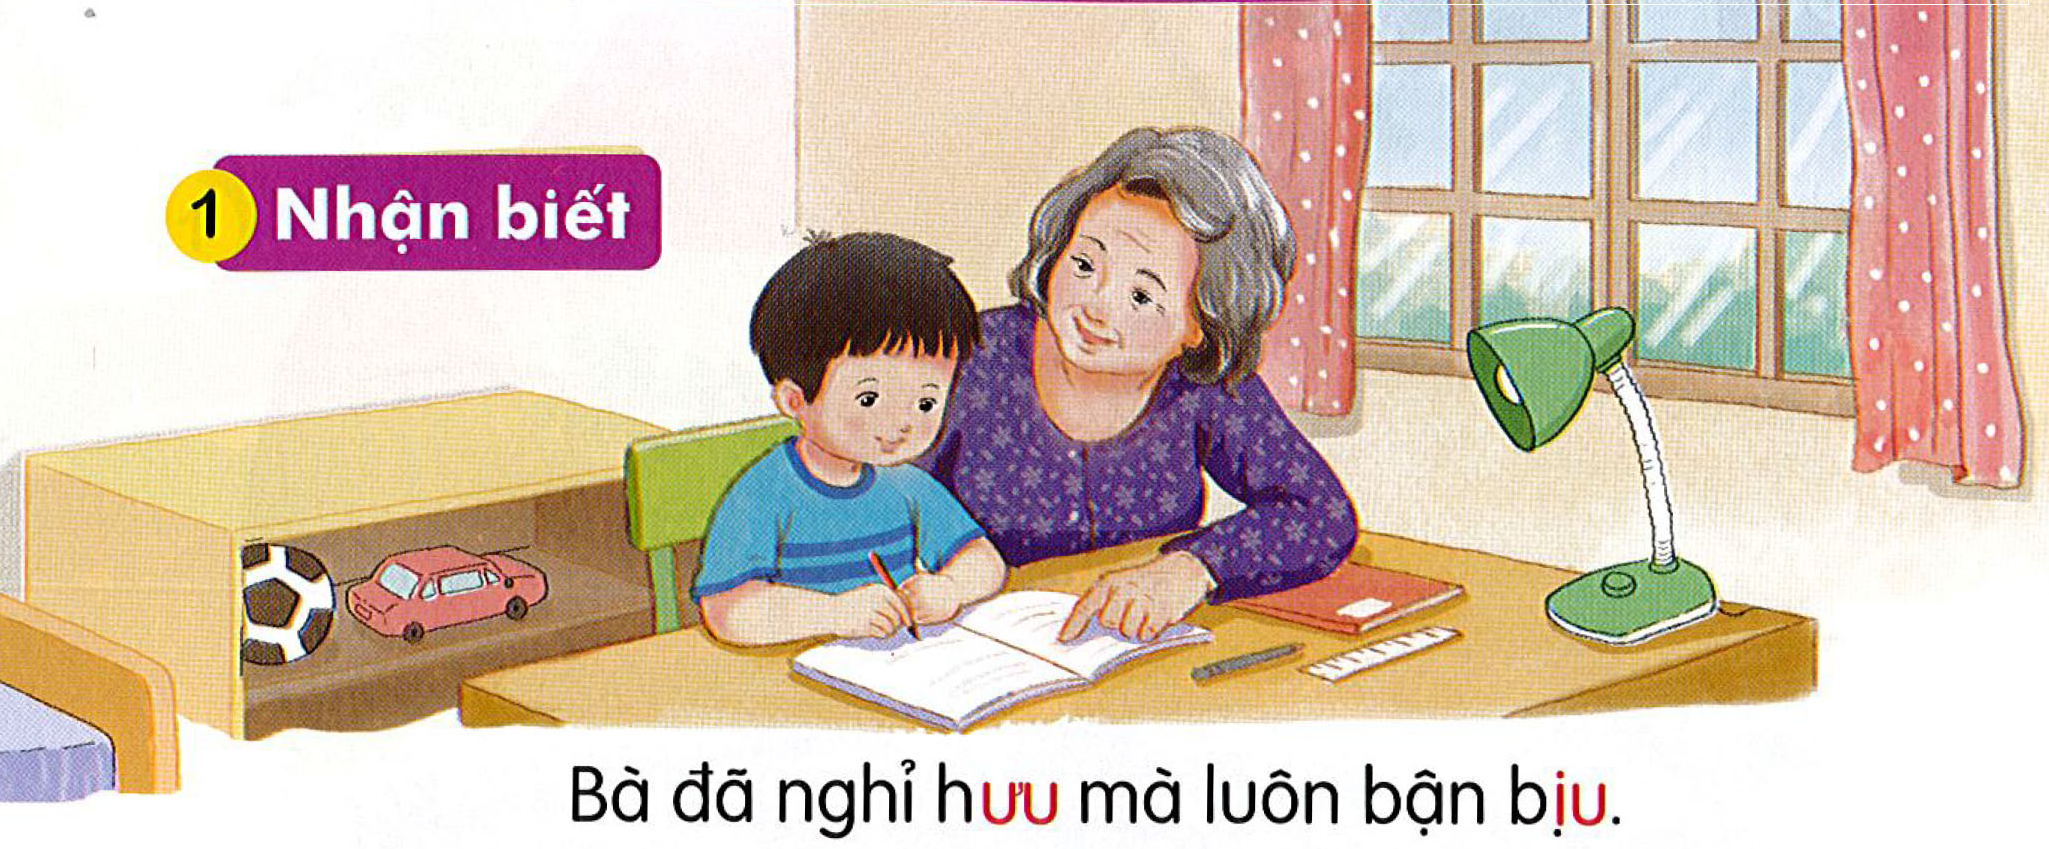 1 Nhận biết
Bà đã nghỉ hưu mà luôn bận bịu.